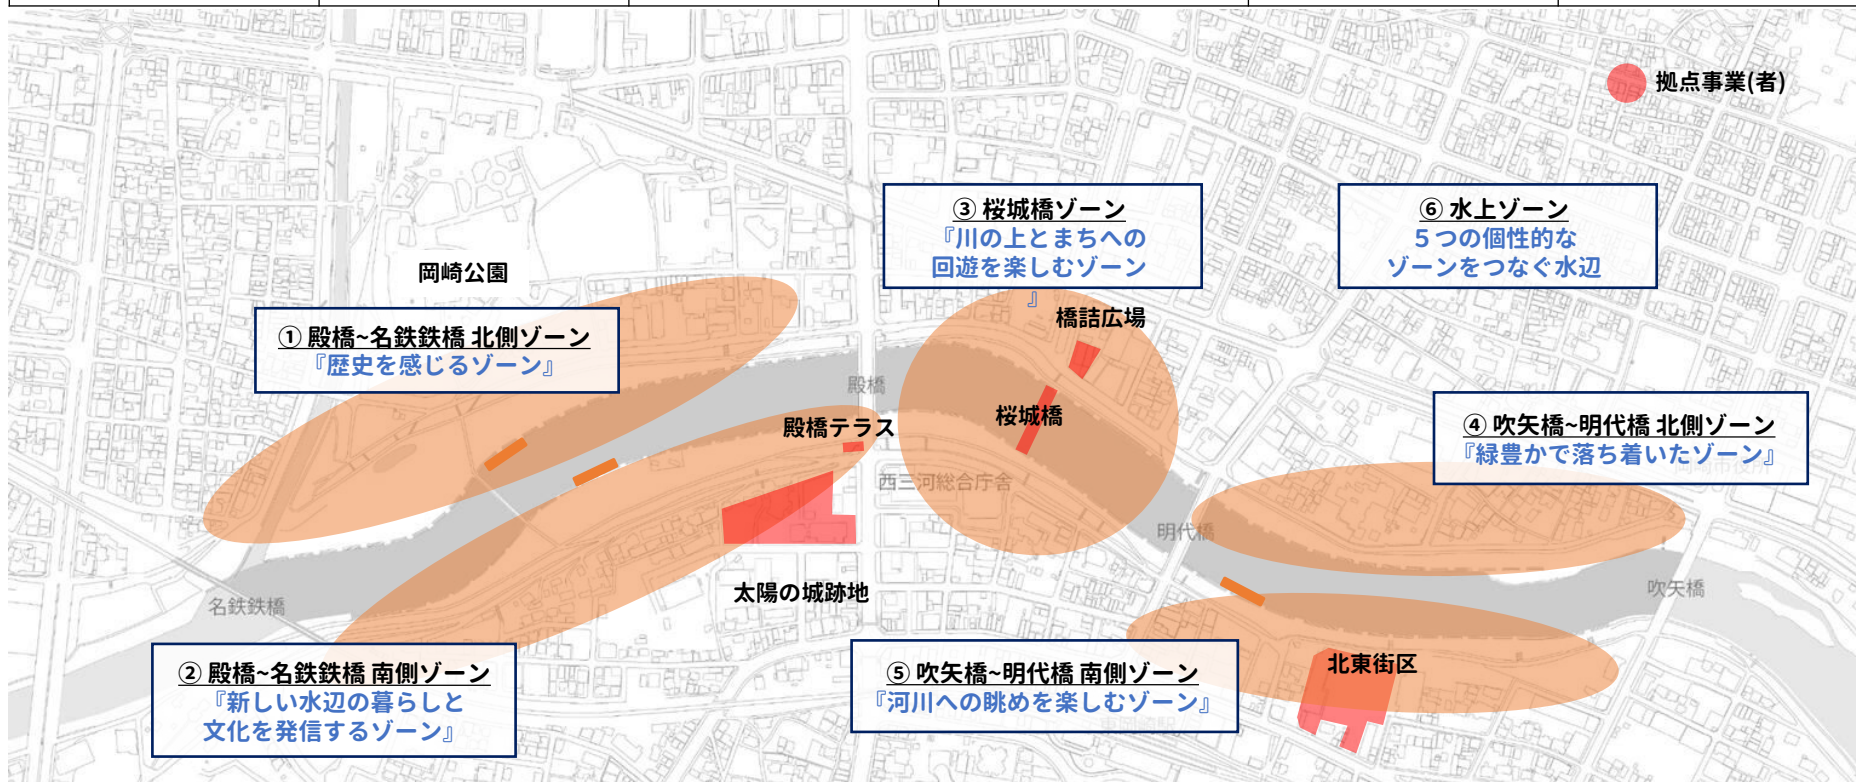 拠点事業(者)
③ 桜城橋ゾーン
『川の上とまちへの
回遊を楽しむゾーン
』
⑥ 水上ゾーン
５つの個性的な
ゾーンをつなぐ水辺
岡崎公園
① 殿橋~名鉄鉄橋 北側ゾーン
『歴史を感じるゾーン』
橋詰広場
殿橋
桜城橋
殿橋テラス
④ 吹矢橋~明代橋 北側ゾーン
『緑豊かで落ち着いたゾーン』
岡崎市役所
西三河総合庁舎
明代橋
太陽の城跡地
名鉄鉄橋
吹矢橋
② 殿橋~名鉄鉄橋 南側ゾーン
『新しい水辺の暮らしと
文化を発信するゾーン』
⑤ 吹矢橋~明代橋 南側ゾーン
『河川への眺めを楽しむゾーン』
北東街区
東岡崎駅